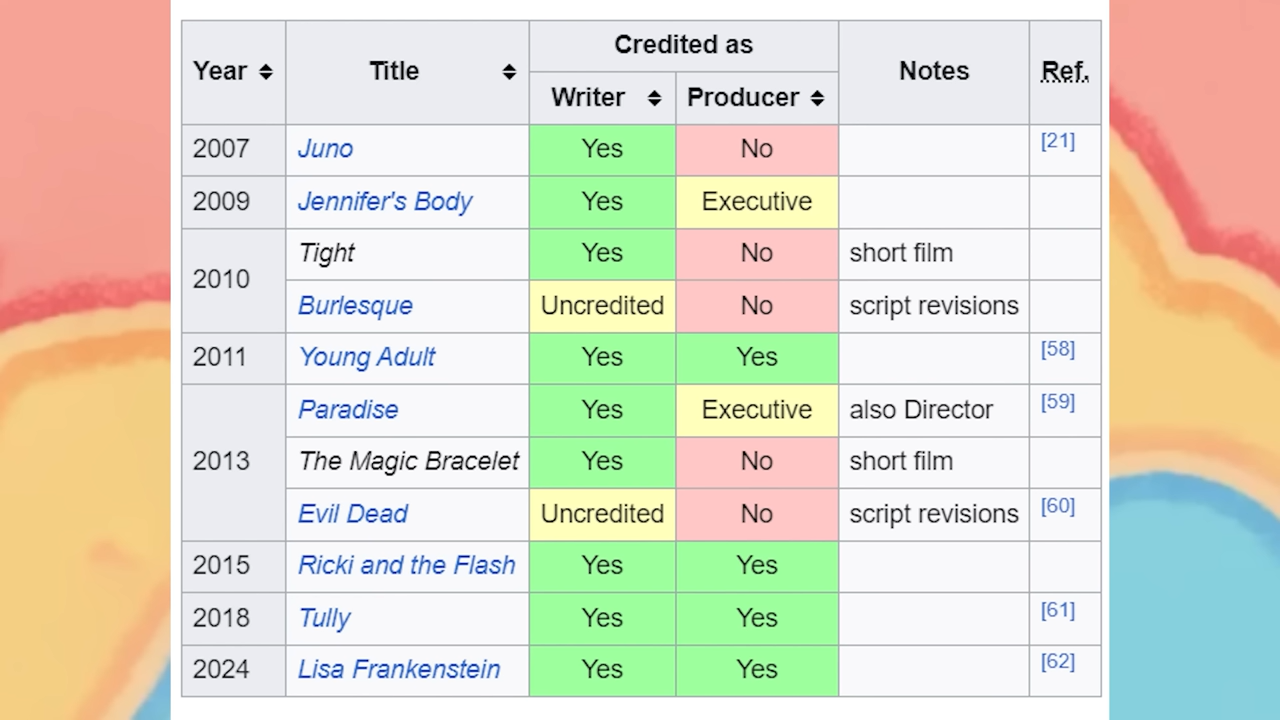 Year Title Credited as Notes Ref.
Writer Producer
2007 Juno Yes No [21]
2009 Jennifer's Body Yes Executive
2010 Tight Yes No short film
Burlesque Uncredited No script revisions
2011 Young Adult Yes Yes [58]
2013 Paradise Yes Executive also Director [59]
The Magic Bracelet Yes No short film
Evil Dead Uncredited No script revisions [60]
2015 Ricki and the Flash Yes Yes
2018 Tully Yes Yes [61]
2024 Lisa Frankenstein Yes Yes [62]